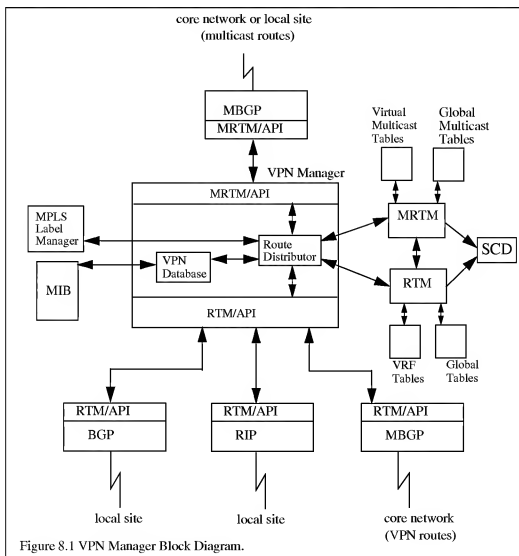 core network or local site
(multicast routes)
MBGP
MRTM/API
VPN Manager
Virtual
Multicast
Tables
Global
Multicast
Tables
MRTM/API
MPLS
Label
Manager
MIB
VPN
Database
Route
Distributor
MRTM
SCD
RTM
RTM/API
VRF
Tables
Global
Tables
RTM/API
BGP
RTM/API
RIP
RTM/API
MBGP
local site
local site
core network
(VPN routes)
Figure 8.1 VPN Manager Block Diagram.